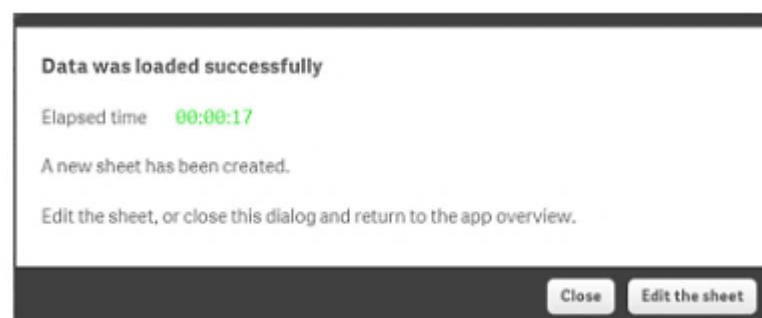 Data was loaded successfully
Elapsed time 00:00:17
A new sheet has been created.
Edit the sheet, or close this dialog and return to the app overview.
Close Edit the sheet